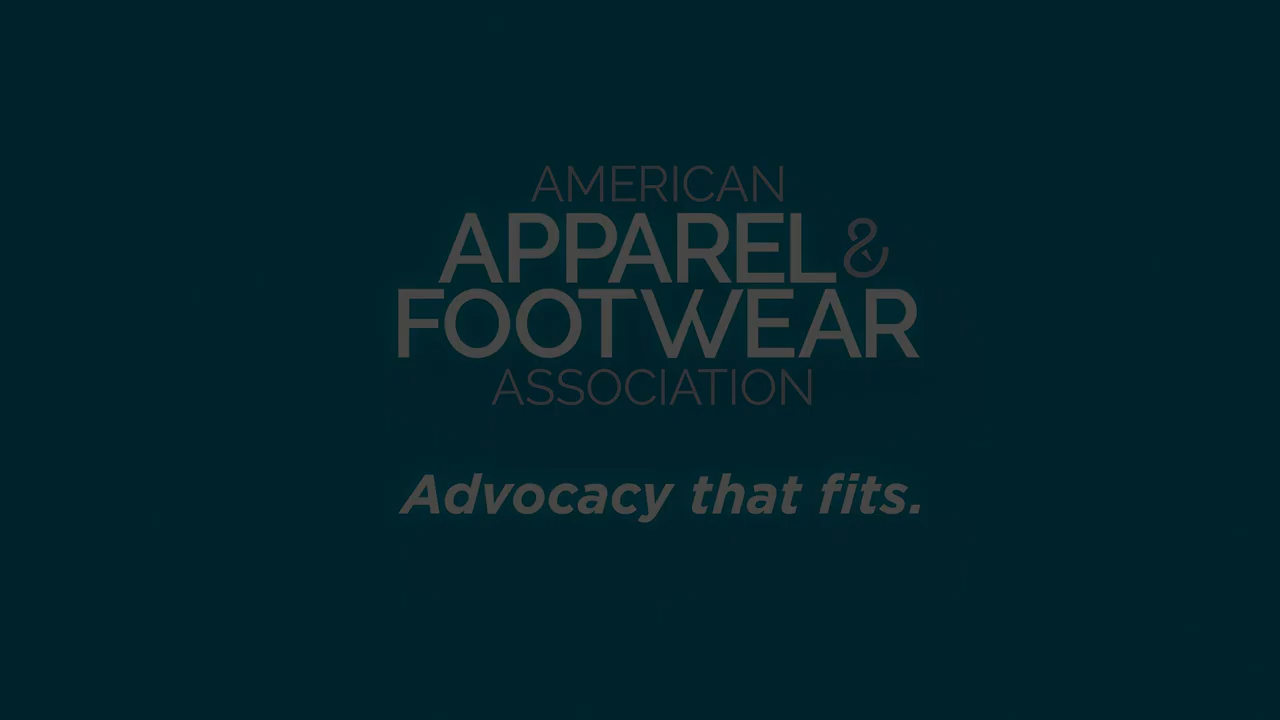 AMERICAN
APPAREL &
FOOTWEAR
ASSOCIATION
Advocacy that fits.